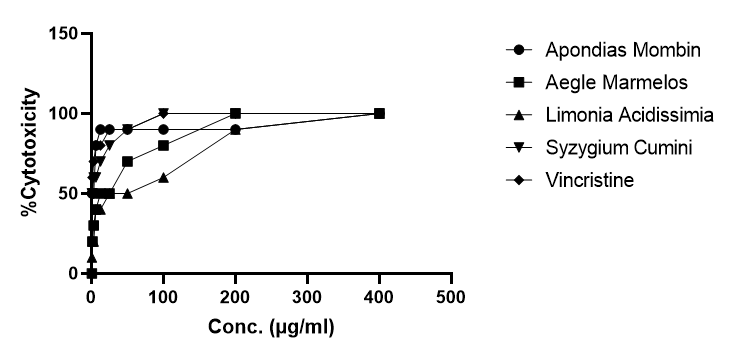 150
100
50
0
%Cytotoxicity
0 100 200 300 400 500
Conc. (µg/ml)
Apondias Mombin
Aegle Marmelos
Limonia Acidissimia
Syzygium Cumini
Vincristine